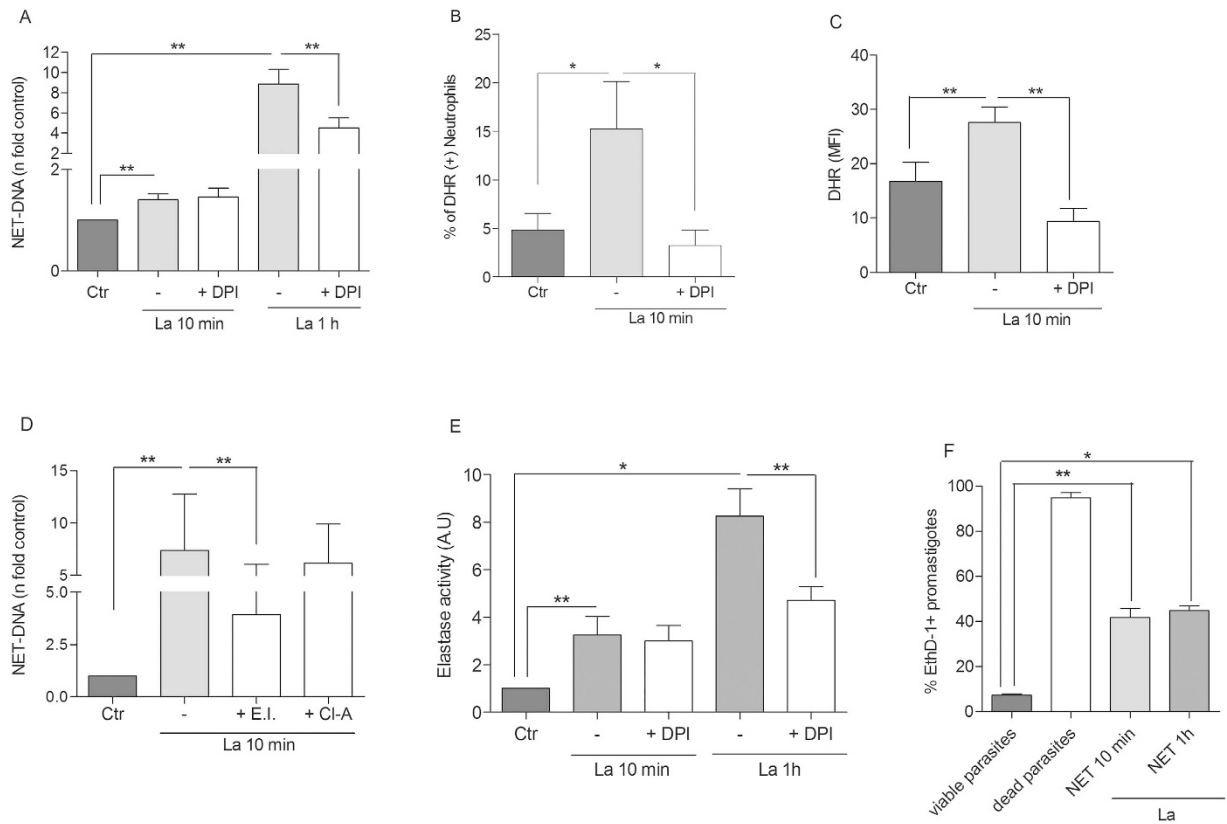 A
NET-DNA (n fold control)
12
10
8
6
4
2
2
1
0
**
**
**
Ctr
-
+ DPI
-
+ DPI
La 10 min
La 1 h
B
% of DHR (+) Neutrophils
25
20
15
10
5
0
*
*
Ctr
-
+ DPI
La 10 min
C
DHR (MFI)
40
30
20
10
0
**
**
Ctr
-
+ DPI
La 10 min
D
NET-DNA (n fold control)
15
10
5
5.0
2.5
0.0
**
**
Ctr
-
+ E.I.
+ Cl-A
La 10 min
E
Elastase activity (A.U)
10
8
6
4
2
0
*
**
**
Ctr
-
+ DPI
-
+ DPI
La 10 min
La 1h
F
% EthD-1+ promastigotes
100
80
60
40
20
0
*
**
viable parasites
dead parasites
NET 10 min
NET 1h
La